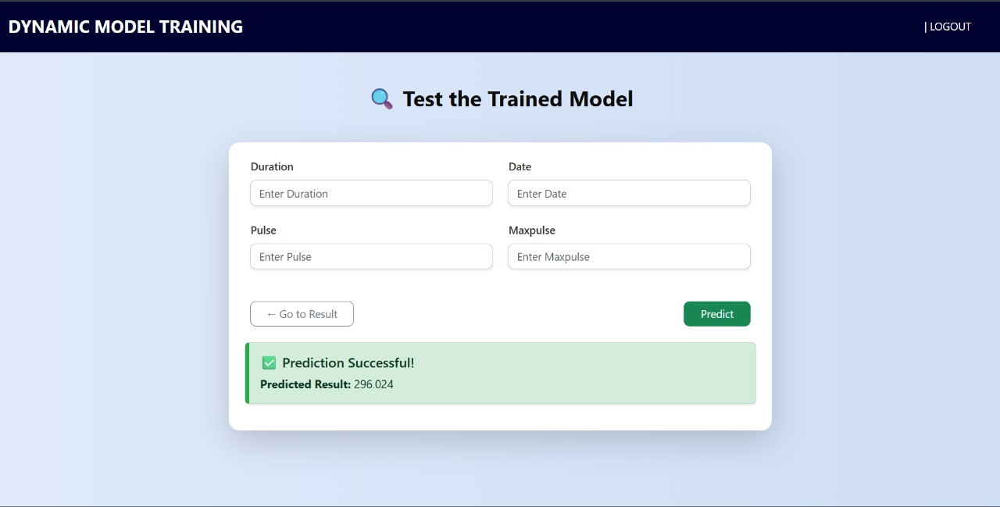 DYNAMIC MODEL TRAINING
| LOGOUT
Test the Trained Model
Duration
Date
Enter Duration
Enter Date
Pulse
Maxpulse
Enter Pulse
Enter Maxpulse
← Go to Result
Predict
Prediction Successful!
Predicted Result: 296.024